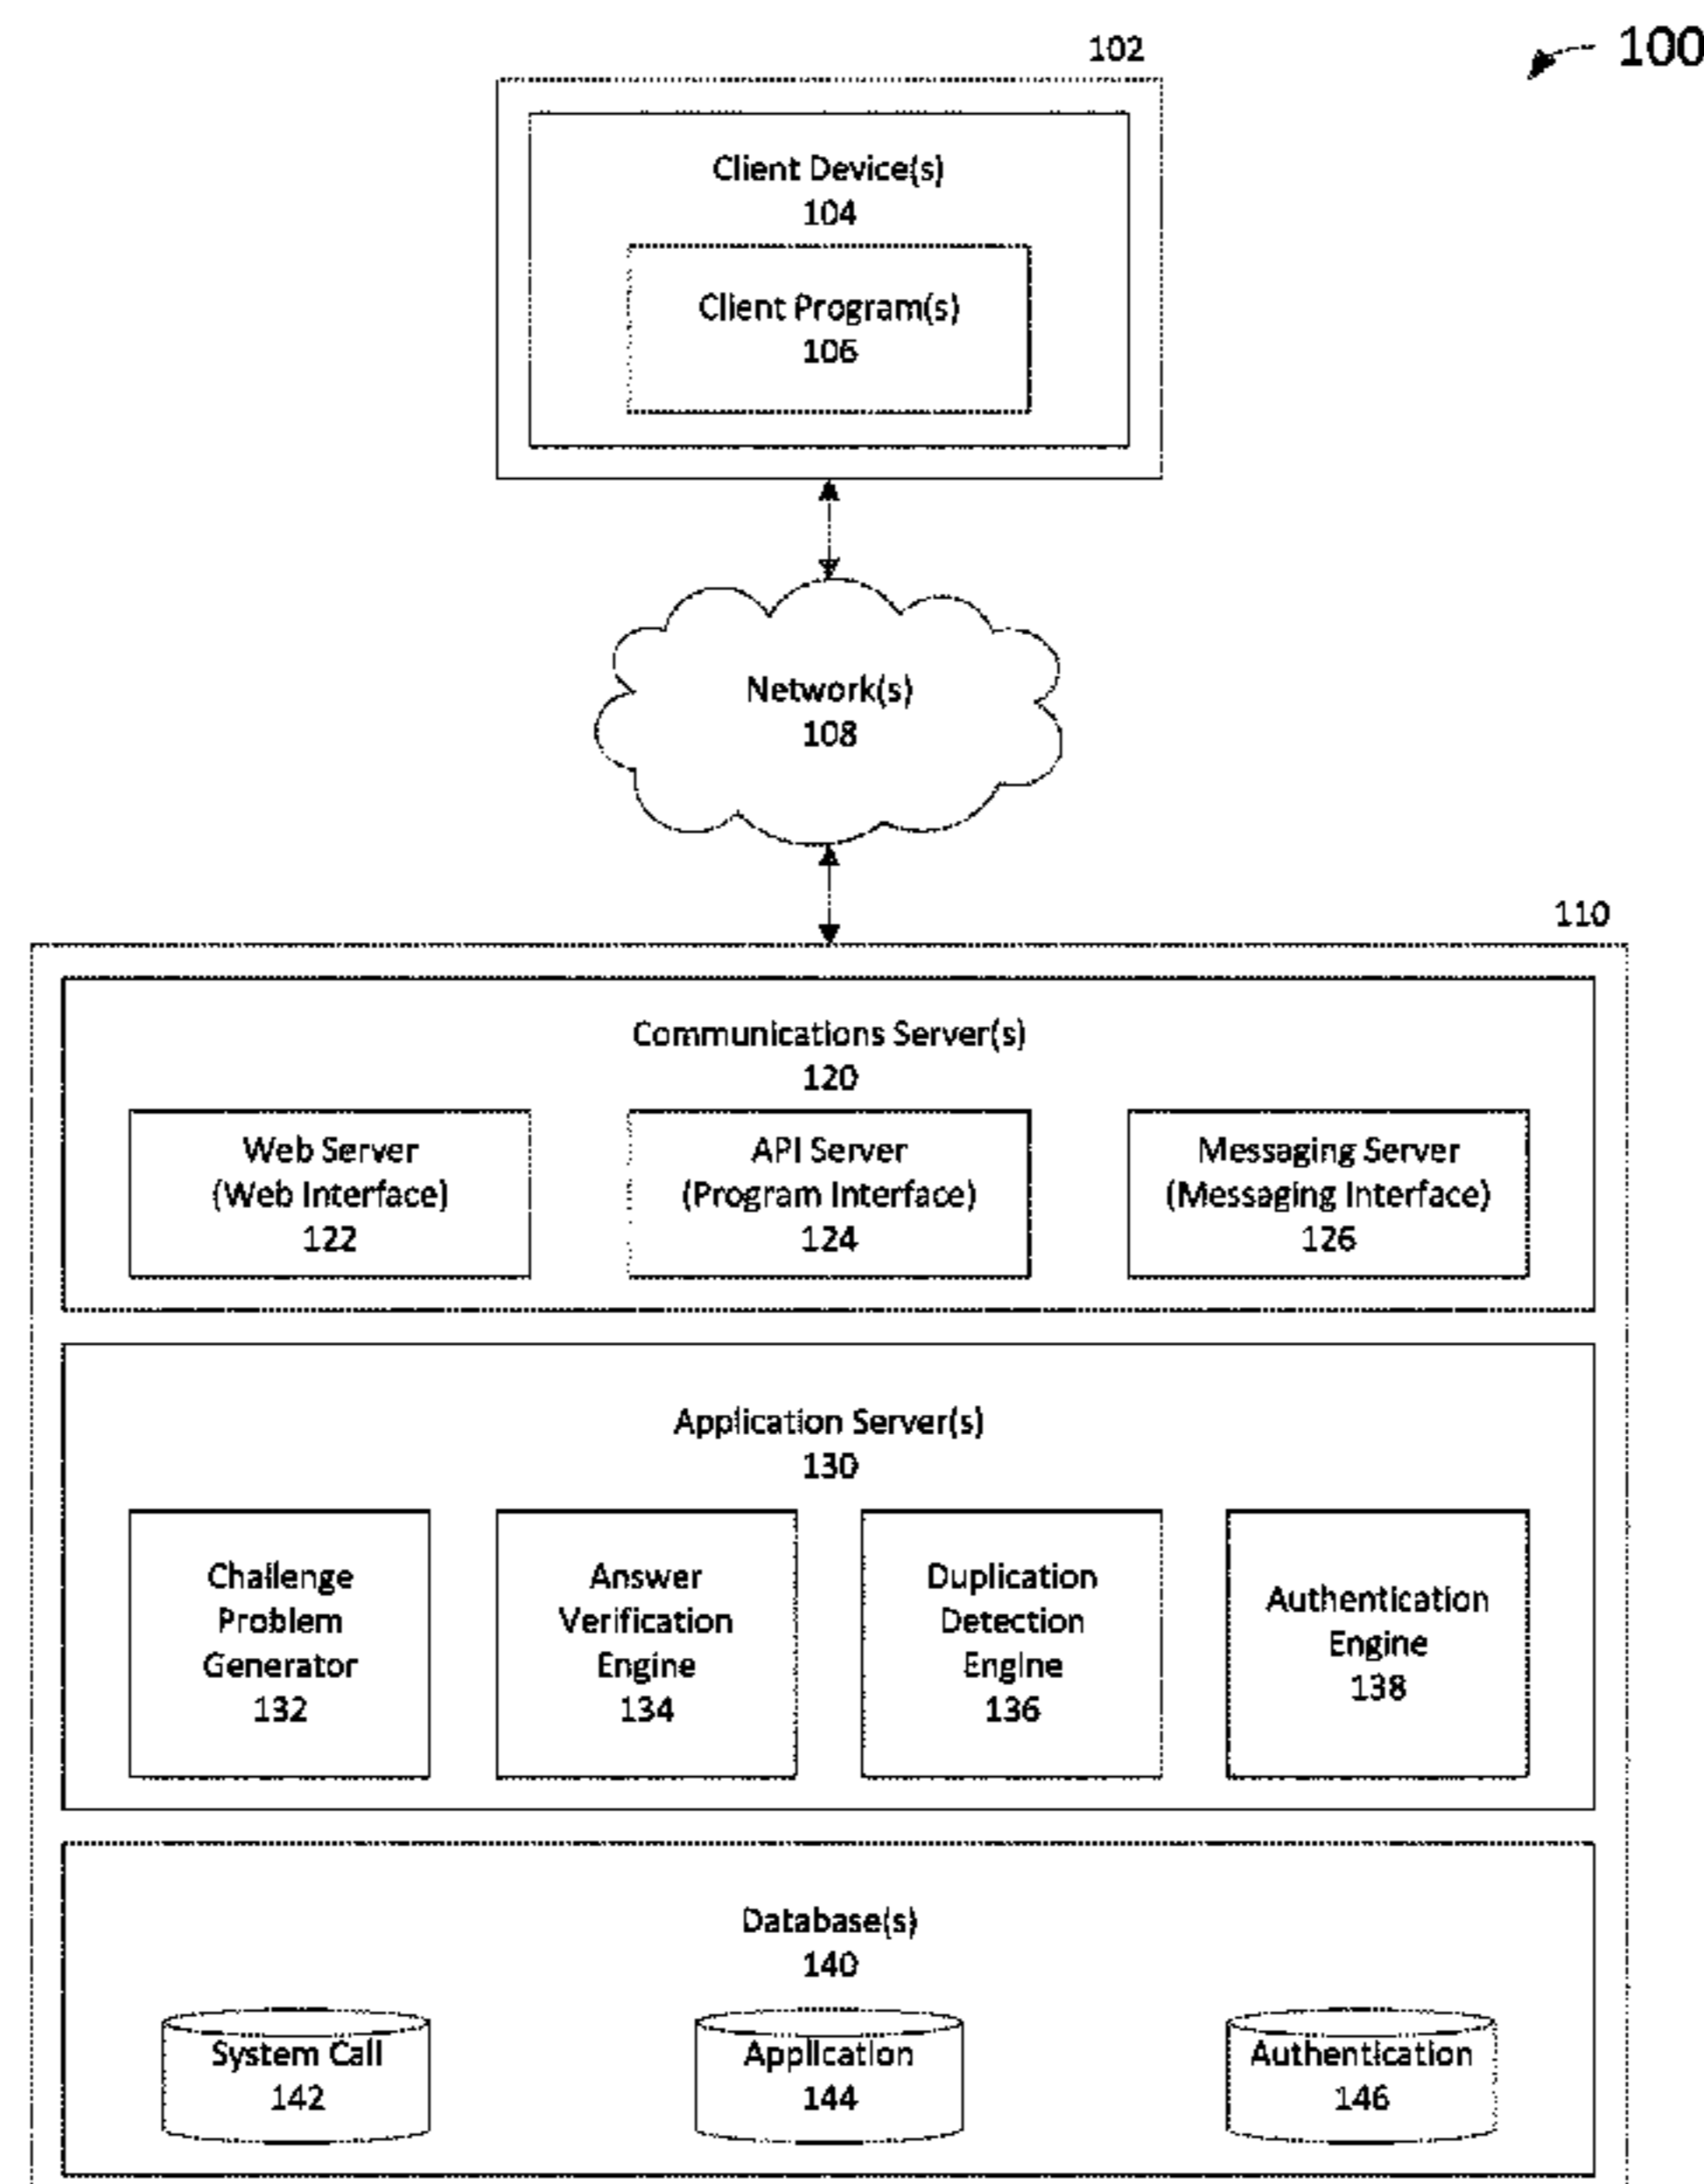 100
102
Client Device(s)
104
Client Program(s)
106
Network(s)
108
110
Communications Server(s)
120
Web Server
(Web Interface)
122
API Server
(Program Interface)
124
Messaging Server
(Messaging Interface)
126
Application Server(s)
130
Challenge
Problem
Generator
132
Answer
Verification
Engine
134
Duplication
Detection
Engine
136
Authentication
Engine
138
Database(s)
140
System Call
142
Application
144
Authentication
146